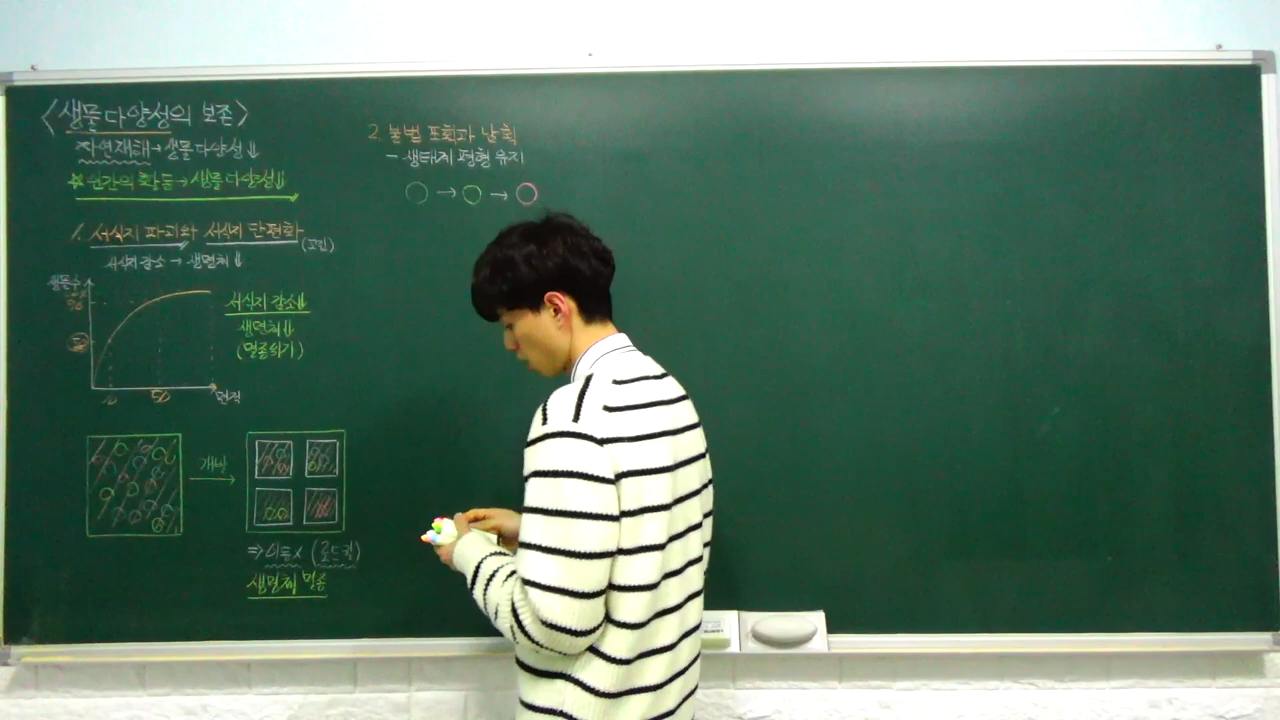 <생물다양성의 보존>
자연재해→생물다양성↓
☆인간의 활동→생물다양성↓
1. 서식지 파괴와 서식지 단편화
(고립)
서식지감소→생명체↓
생물수
50
면적
서식지 감소↓
생명체↓
(멸종위기)
개발
⇒이동x (로드킬)
생명체 멸종
2. 불법 포획과 남획
- 생태계 평형 유지